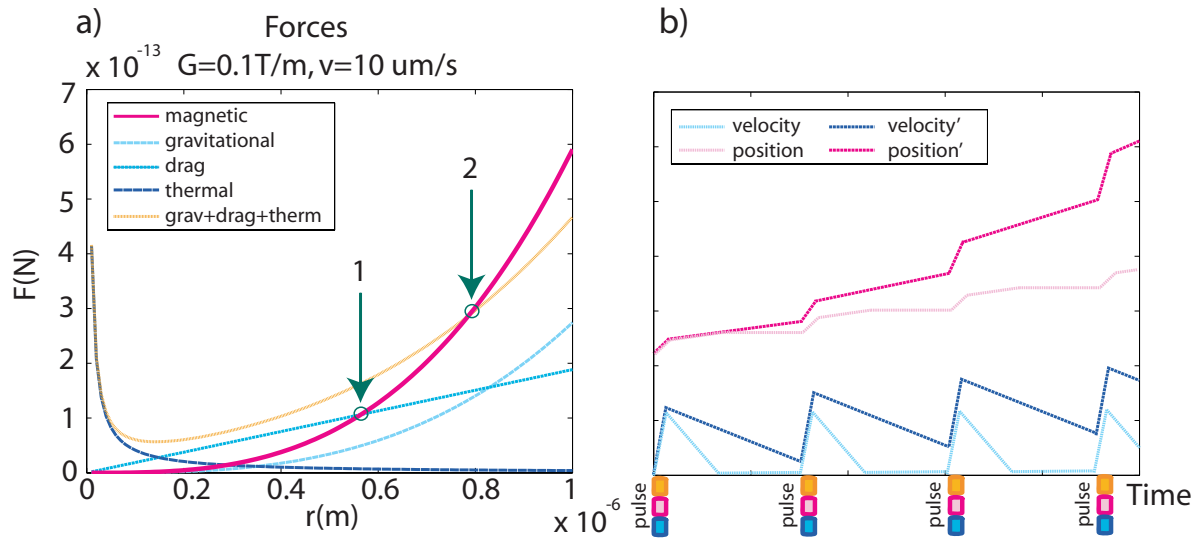 a)
Forces
x 10
-13
G=0.1T/m, v=10 um/s
7
6
5
4
3
2
1
0
F(N)
magnetic
gravitational
drag
thermal
grav+drag+therm
1
2
0
0.2
0.4
0.6
0.8
1
r(m)
x 10
-6
b)
velocity
velocity’
position
position’
pulse
pulse
pulse
pulse
Time